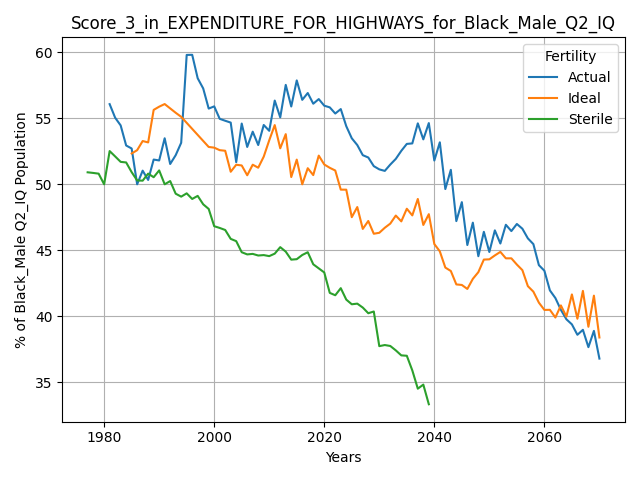 Score_3_in_EXPENDITURE_FOR_HIGHWAYS_for_Black_Male_Q2_IQ
Fertility
Actual
Ideal
Sterile
% of Black_Male Q2_IQ Population
60
55
50
45
40
35
1980
2000
2020
2040
2060
Years